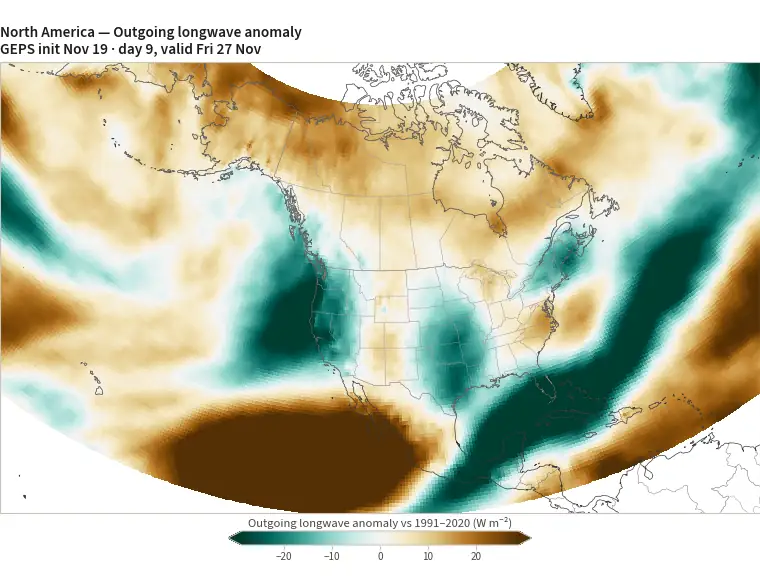 North America — Outgoing longwave anomaly
GEPS init Nov 19 · day 9, valid Fri 27 Nov
Outgoing longwave anomaly vs 1991–2020 (W m⁻²)
−20 −10 0 10 20